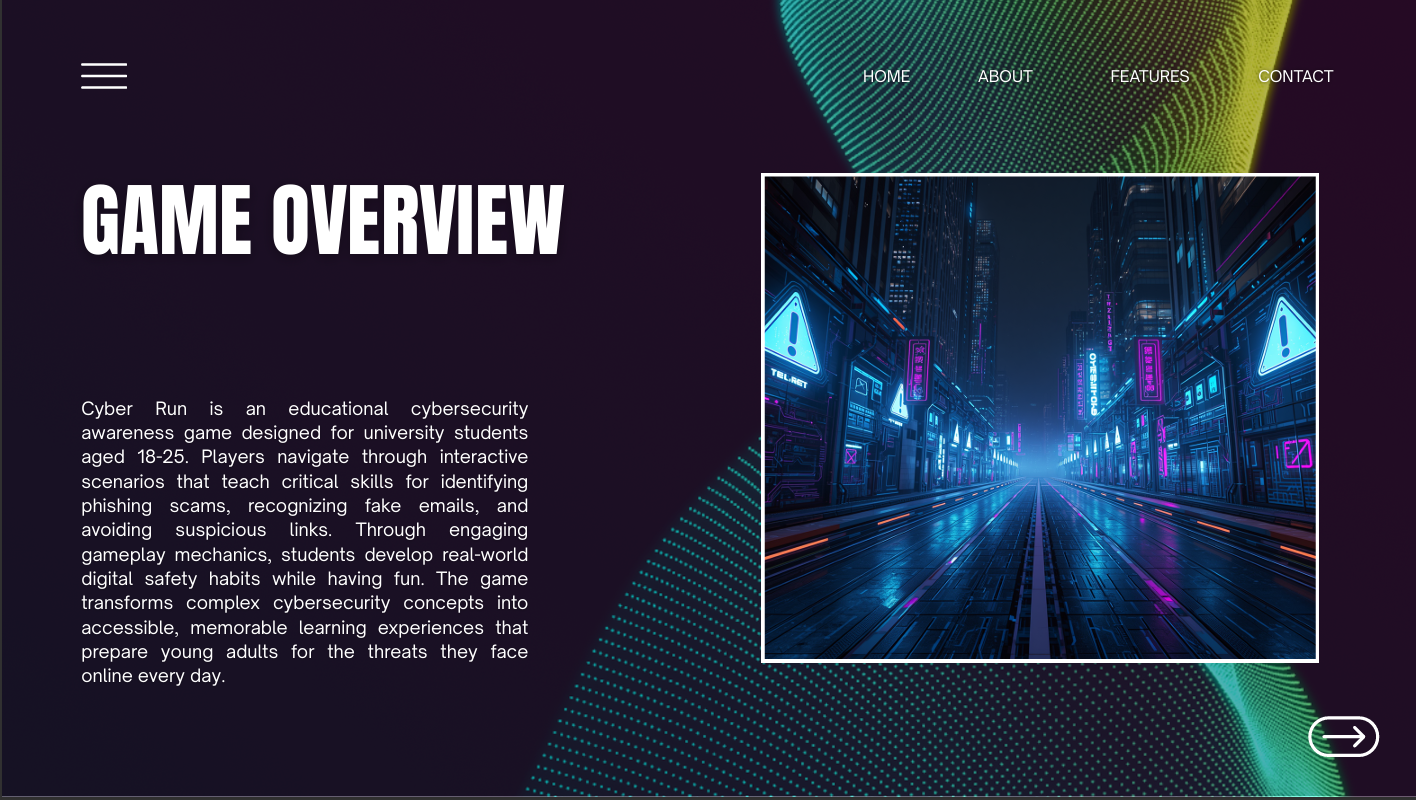 HOME ABOUT FEATURES CONTACT
GAME OVERVIEW
Cyber Run is an educational cybersecurity
awareness game designed for university students
aged 18-25. Players navigate through interactive
scenarios that teach critical skills for identifying
phishing scams, recognizing fake emails, and
avoiding suspicious links. Through engaging
gameplay mechanics, students develop real-world
digital safety habits while having fun. The game
transforms complex cybersecurity concepts into
accessible, memorable learning experiences that
prepare young adults for the threats they face
online every day.